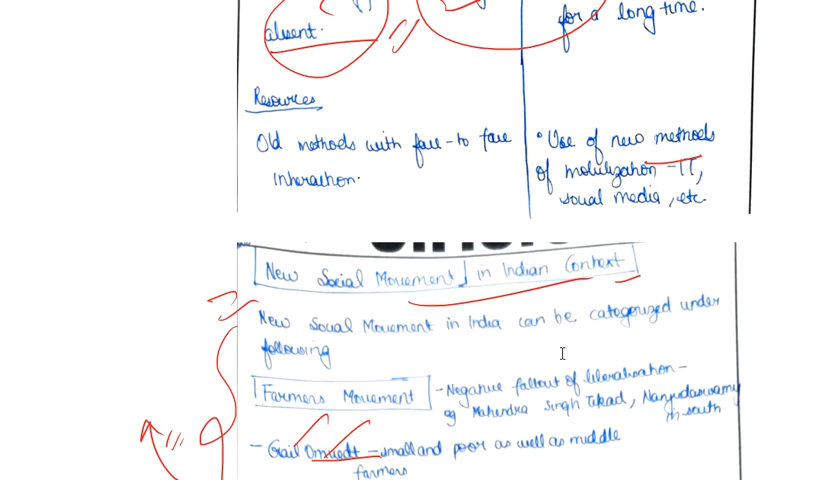 absent.
for a long time.
Resources
Old methods with face-to face
interaction.
• Use of new methods
of mobilization - IT,
social media, etc.
New Social Movement in Indian Context
New Social Movement in India can be categorized under
following
Farmers Movement
- Negative fallout of liberalisation -
eg Mahendra Singh Tikad, Nanjudaswamy
in south
- Gail Omvedt - small and poor as well as middle
farmers